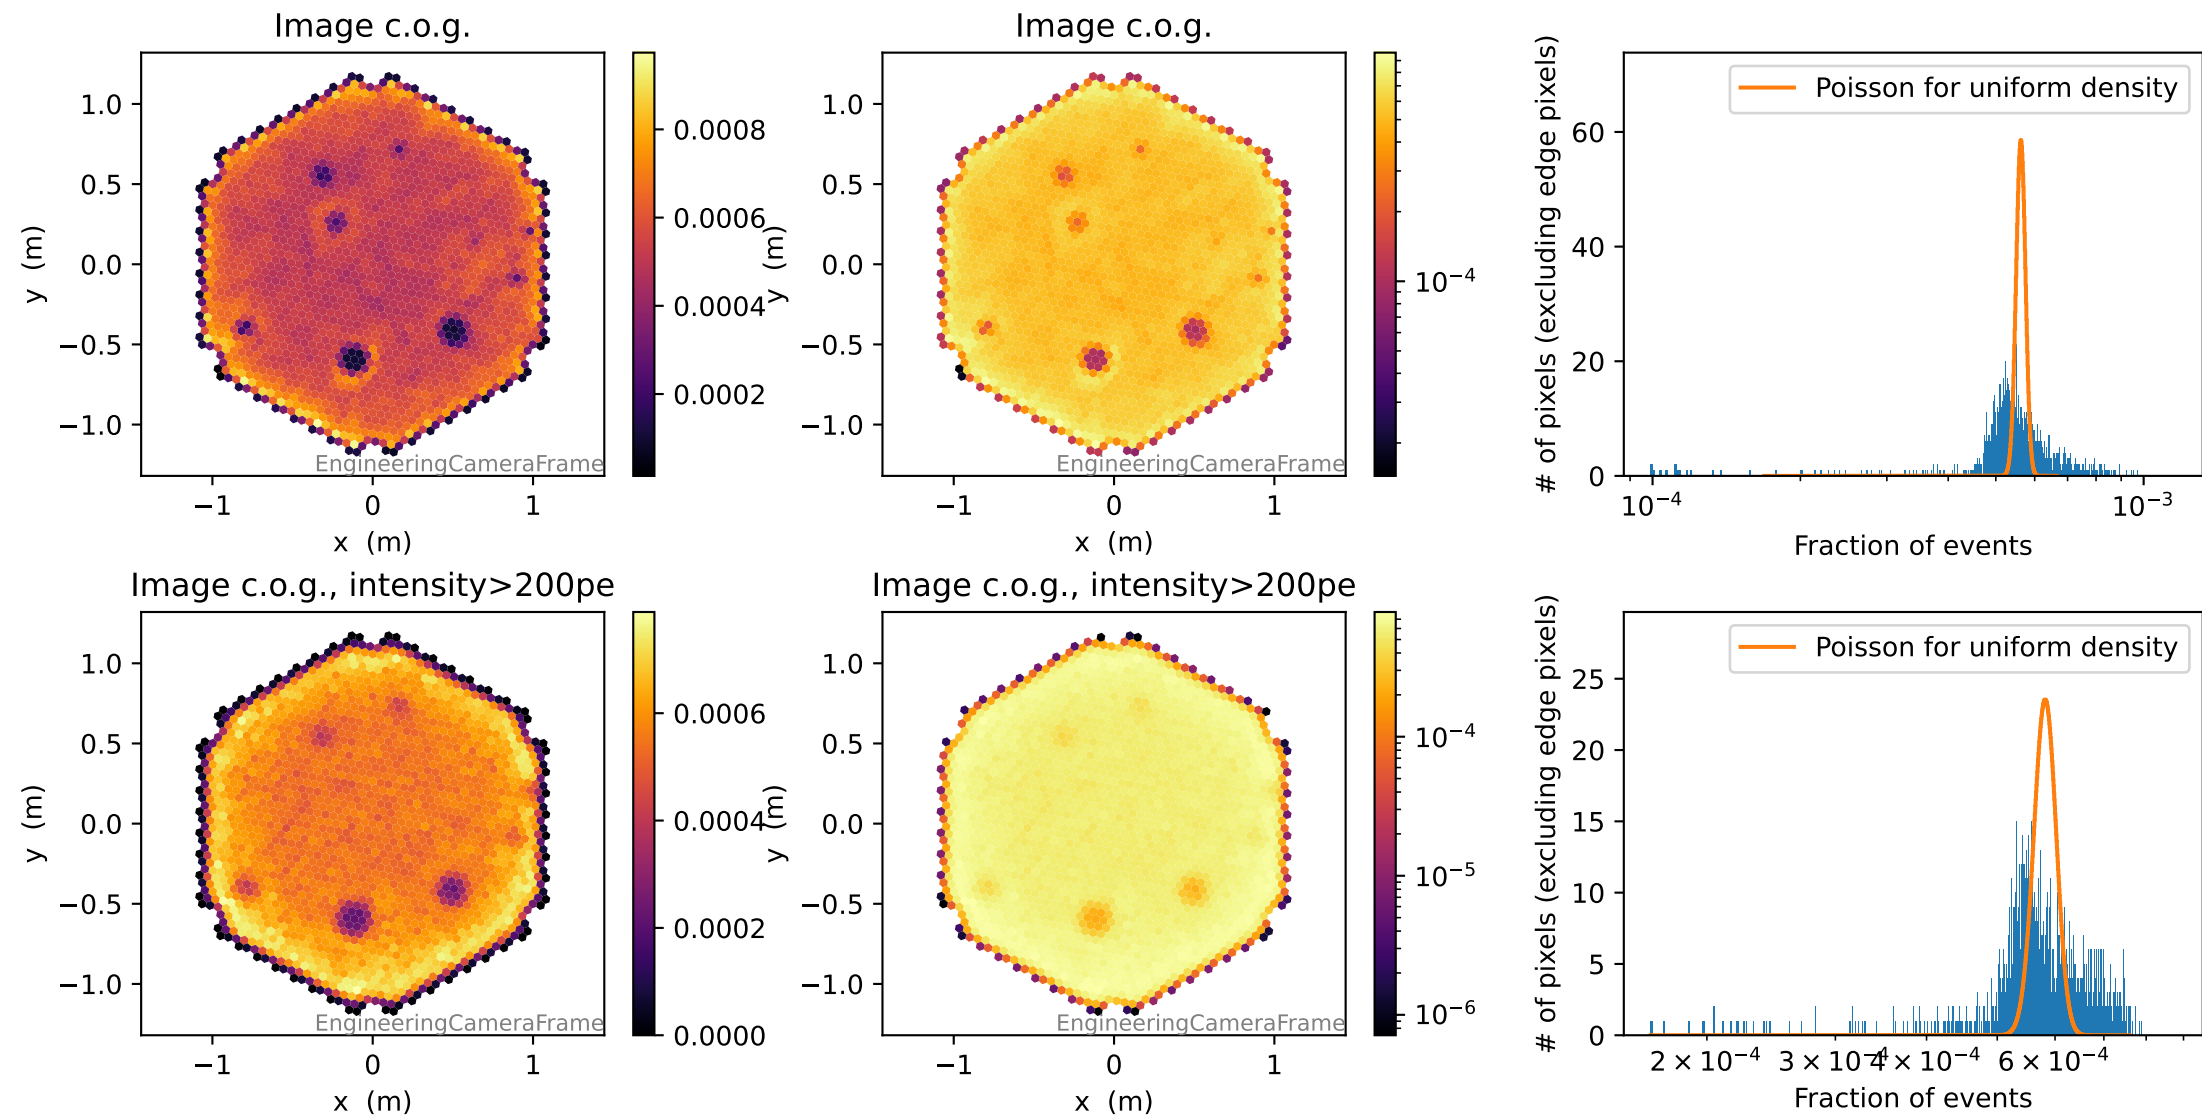 Image c.o.g.
1.0
0.5
0.0
−0.5
−1.0
y (m)
−1
0
1
x (m)
EngineeringCameraFrame
0.0008
0.0006
0.0004
0.0002
Image c.o.g.
1.0
0.5
0.0
−0.5
−1.0
y (m)
−1
0
1
x (m)
EngineeringCameraFrame
10⁻⁴
Poisson for uniform density
# of pixels (excluding edge pixels)
60
40
20
0
10⁻⁴
10⁻³
Fraction of events
Image c.o.g., intensity>200pe
1.0
0.5
0.0
−0.5
−1.0
y (m)
−1
0
1
x (m)
EngineeringCameraFrame
0.0006
0.0004
0.0002
0.0000
Image c.o.g., intensity>200pe
1.0
0.5
0.0
−0.5
−1.0
y (m)
−1
0
1
x (m)
EngineeringCameraFrame
10⁻⁴
10⁻⁵
10⁻⁶
Poisson for uniform density
# of pixels (excluding edge pixels)
25
20
15
10
5
0
2 × 10⁻⁴
3 × 10⁻⁴
4 × 10⁻⁴
6 × 10⁻⁴
Fraction of events